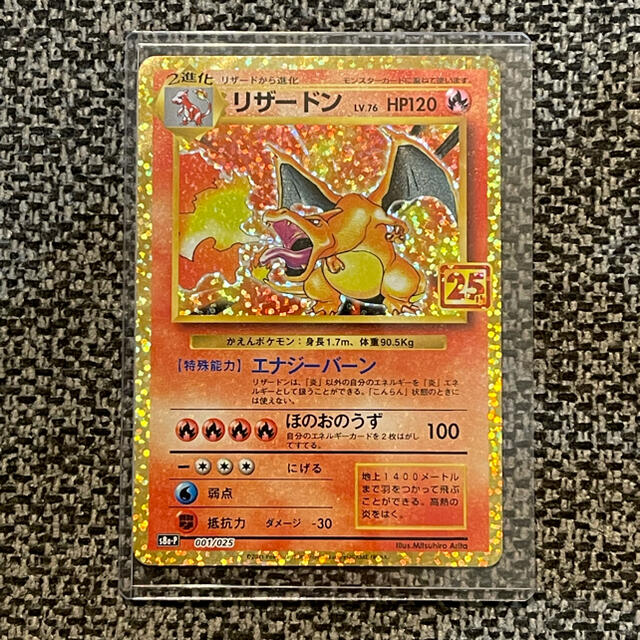 2進化 リザードから進化 モンスターカードに重ねて使います。
リザードン LV.76 HP120
25th
かえんポケモン：身長1.7m、体重90.5Kg
【特殊能力】 エナジーバーン
リザードンは、「炎」以外の自分のエネルギーを「炎」エネ
ルギーとして扱うことができる。「こんらん」状態のときに
は使えない。
ほのおのうず 100
自分のエネルギーカードを2枚はがし
てすてる。
にげる
弱点
抵抗力 ダメージ -30
地上1400メートル
まで羽をつかって飛ぶ
ことができる。高熱の
炎をはく。
Illus.Mitsuhiro Arita
s8a-P 001/025